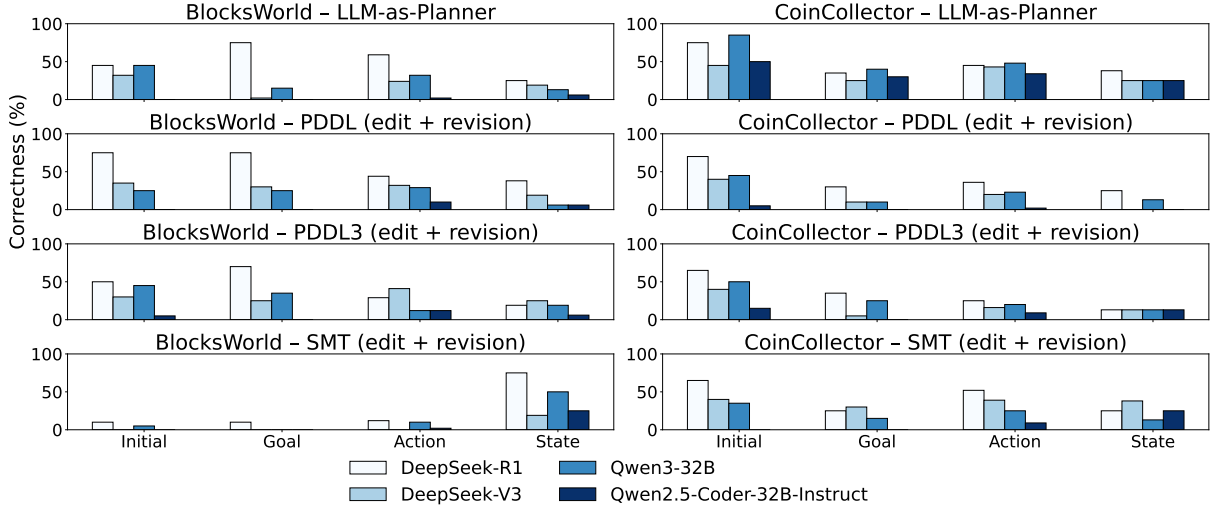 BlocksWorld – LLM-as-Planner
CoinCollector – LLM-as-Planner
100
50
0
100
50
0
BlocksWorld – PDDL (edit + revision)
CoinCollector – PDDL (edit + revision)
100
50
0
100
50
0
BlocksWorld – PDDL3 (edit + revision)
CoinCollector – PDDL3 (edit + revision)
100
50
0
100
50
0
BlocksWorld – SMT (edit + revision)
CoinCollector – SMT (edit + revision)
100
50
0
100
50
0
Correctness (%)
Initial Goal Action State
Initial Goal Action State
DeepSeek-R1
DeepSeek-V3
Qwen3-32B
Qwen2.5-Coder-32B-Instruct